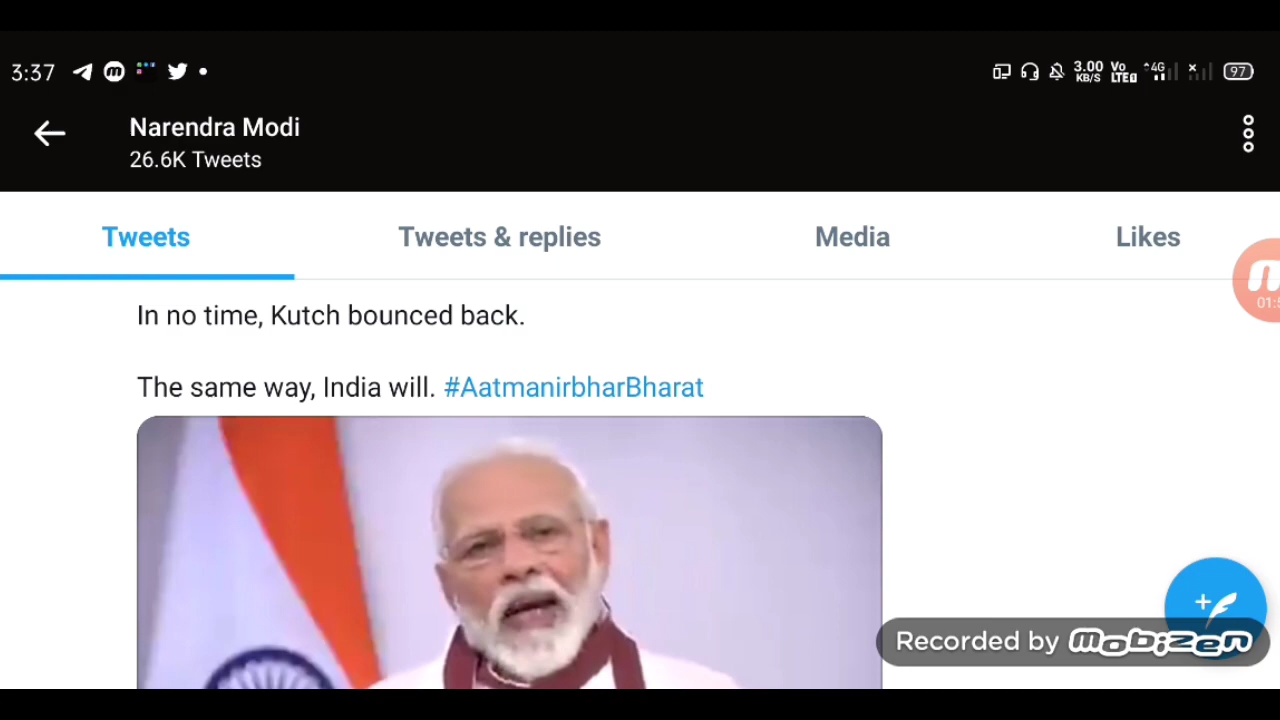 3:37
3.00 KB/S Vo LTE 4G 97
Narendra Modi
26.6K Tweets
Tweets Tweets & replies Media Likes
In no time, Kutch bounced back.
The same way, India will. #AatmanirbharBharat
Recorded by mobizen